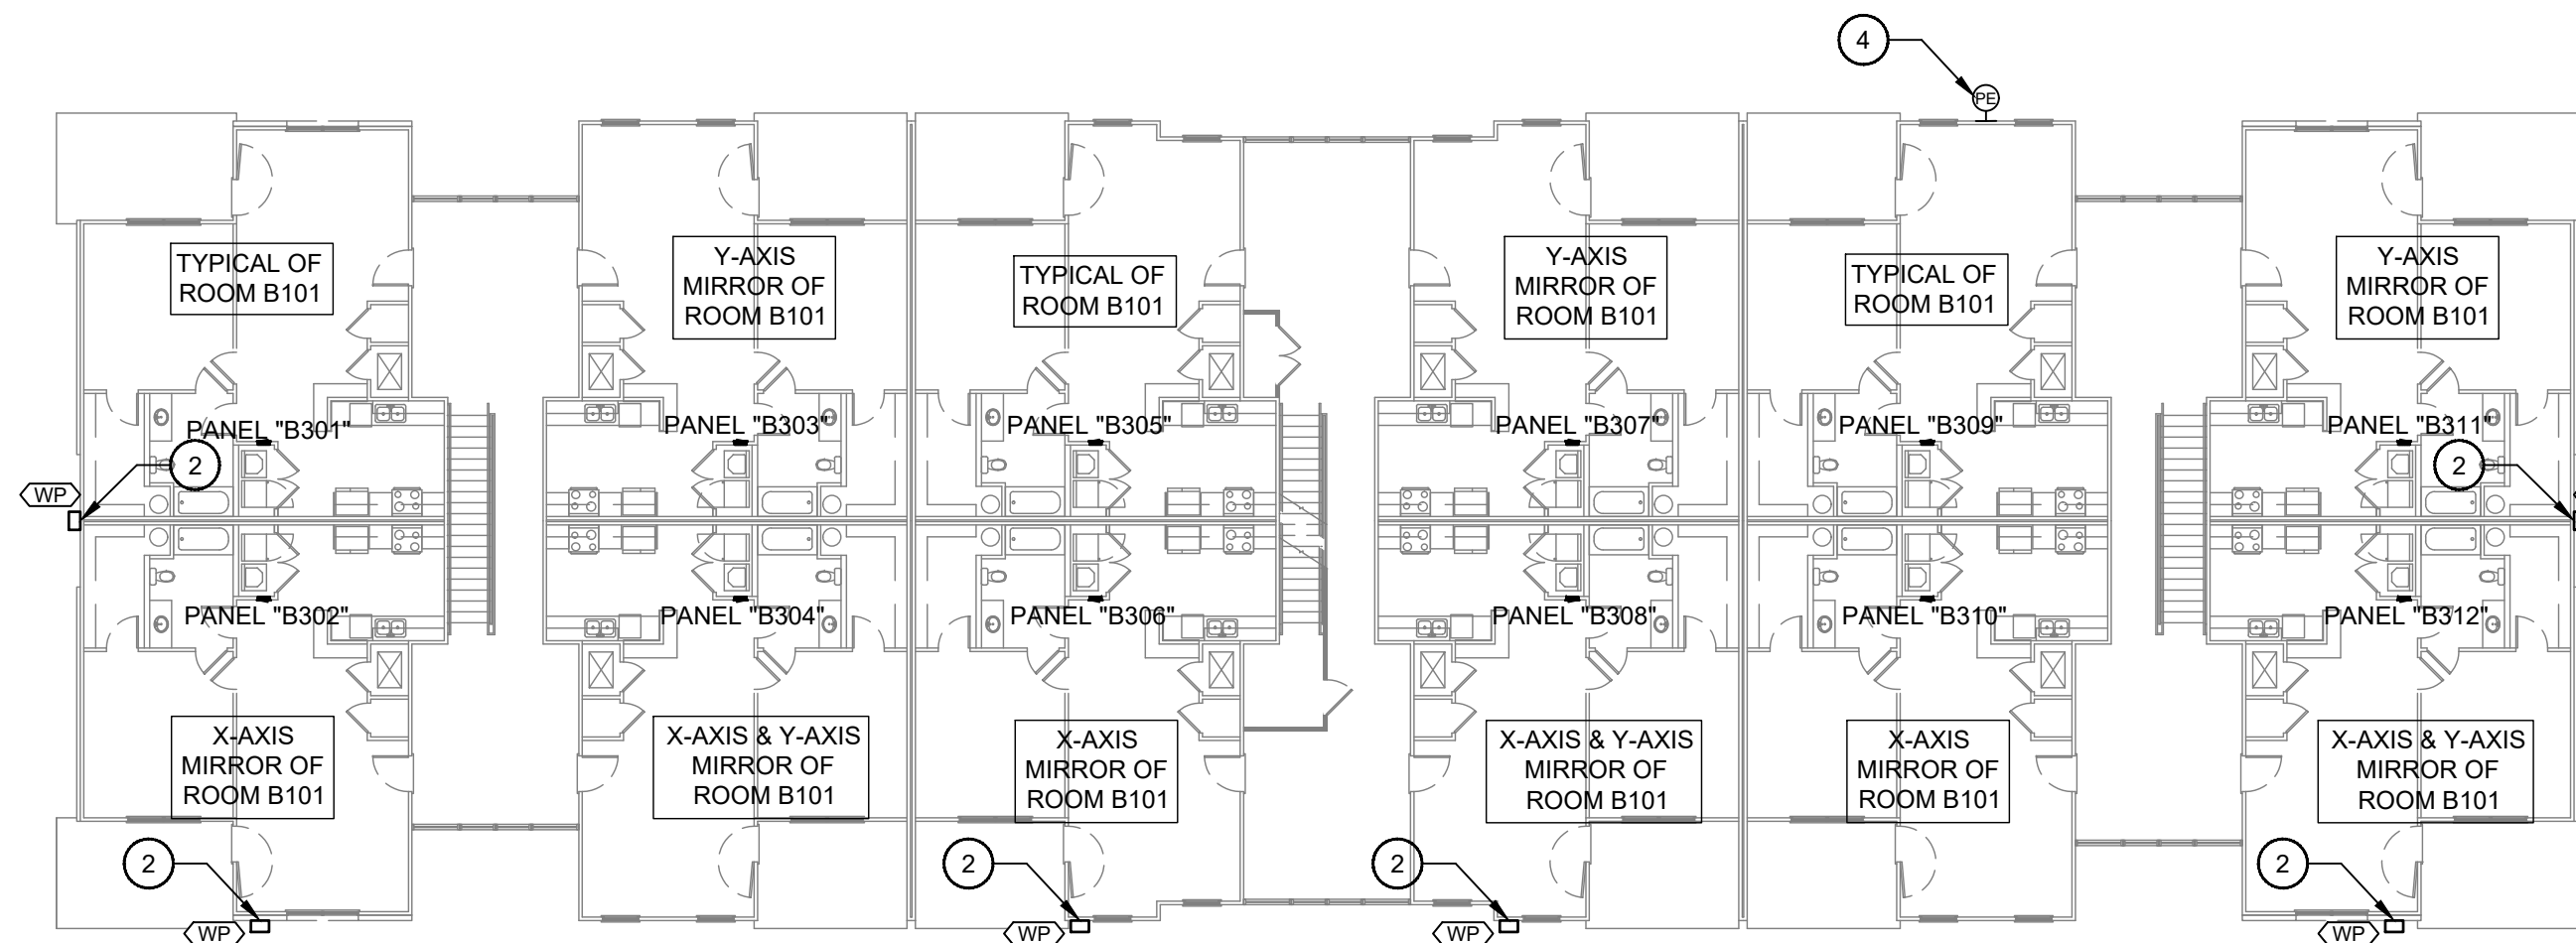 4
PE
TYPICAL OF
ROOM B101
Y-AXIS
MIRROR OF
ROOM B101
TYPICAL OF
ROOM B101
Y-AXIS
MIRROR OF
ROOM B101
TYPICAL OF
ROOM B101
Y-AXIS
MIRROR OF
ROOM B101
PANEL "B301"
PANEL "B303"
PANEL "B305"
PANEL "B307"
PANEL "B309"
PANEL "B311"
2
2
WP
PANEL "B302"
PANEL "B304"
PANEL "B306"
PANEL "B308"
PANEL "B310"
PANEL "B312"
X-AXIS
MIRROR OF
ROOM B101
X-AXIS & Y-AXIS
MIRROR OF
ROOM B101
X-AXIS
MIRROR OF
ROOM B101
X-AXIS & Y-AXIS
MIRROR OF
ROOM B101
X-AXIS
MIRROR OF
ROOM B101
X-AXIS & Y-AXIS
MIRROR OF
ROOM B101
2
2
2
2
WP
WP
WP
WP